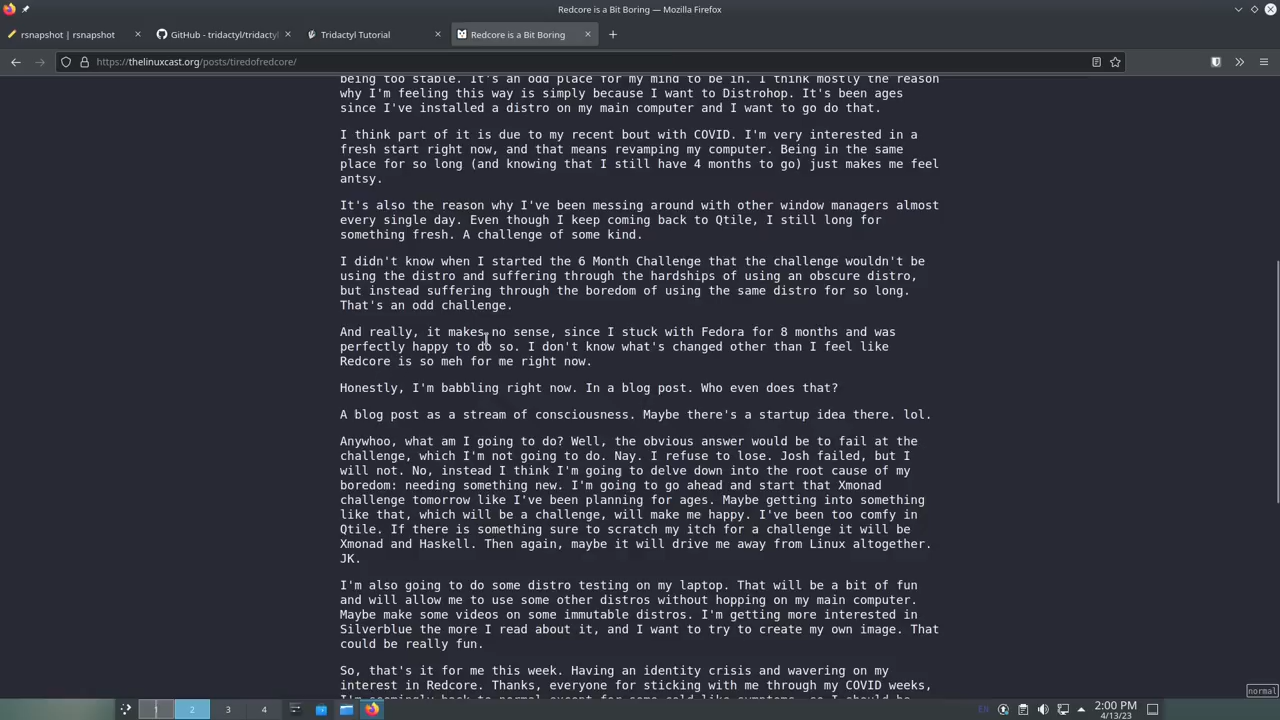 Redcore is a Bit Boring — Mozilla Firefox
rsnapshot | rsnapshot
GitHub - tridactyl/tridactyl
Tridactyl Tutorial
Redcore is a Bit Boring
https://thelinuxcast.org/posts/tiredofredcore/
being too stable. It's an odd place for my mind to be in. I think mostly the reason
why I'm feeling this way is simply because I want to Distrohop. It's been ages
since I've installed a distro on my main computer and I want to go do that.
I think part of it is due to my recent bout with COVID. I'm very interested in a
fresh start right now, and that means revamping my computer. Being in the same
place for so long (and knowing that I still have 4 months to go) just makes me feel
antsy.
It's also the reason why I've been messing around with other window managers almost
every single day. Even though I keep coming back to Qtile, I still long for
something fresh. A challenge of some kind.
I didn't know when I started the 6 Month Challenge that the challenge wouldn't be
using the distro and suffering through the hardships of using an obscure distro,
but instead suffering through the boredom of using the same distro for so long.
That's an odd challenge.
And really, it makes no sense, since I stuck with Fedora for 8 months and was
perfectly happy to do so. I don't know what's changed other than I feel like
Redcore is so meh for me right now.
Honestly, I'm babbling right now. In a blog post. Who even does that?
A blog post as a stream of consciousness. Maybe there's a startup idea there. lol.
Anywhoo, what am I going to do? Well, the obvious answer would be to fail at the
challenge, which I'm not going to do. Nay. I refuse to lose. Josh failed, but I
will not. No, instead I think I'm going to delve down into the root cause of my
boredom: needing something new. I'm going to go ahead and start that Xmonad
challenge tomorrow like I've been planning for ages. Maybe getting into something
like that, which will be a challenge, will make me happy. I've been too comfy in
Qtile. If there is something sure to scratch my itch for a challenge it will be
Xmonad and Haskell. Then again, maybe it will drive me away from Linux altogether.
JK.
I'm also going to do some distro testing on my laptop. That will be a bit of fun
and will allow me to use some other distros without hopping on my main computer.
Maybe make some videos on some immutable distros. I'm getting more interested in
Silverblue the more I read about it, and I want to try to create my own image. That
could be really fun.
So, that's it for me this week. Having an identity crisis and wavering on my
interest in Redcore. Thanks, everyone for sticking with me through my COVID weeks,
normal
1
2
3
4
EN
2:00 PM
4/13/23